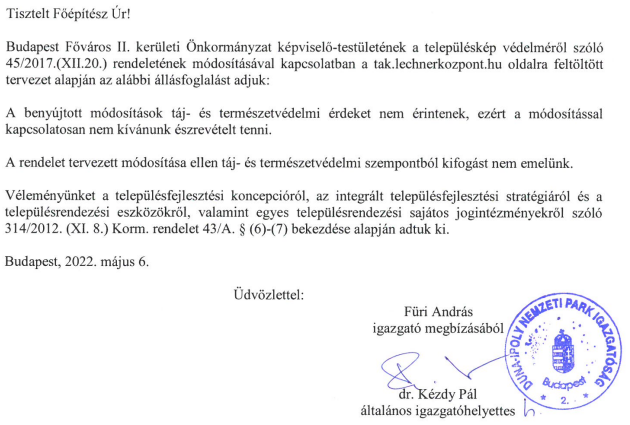 Tisztelt Főépítész Úr!
Budapest Főváros II. kerületi Önkormányzat képviselő-testületének a településkép védelméről szóló
45/2017.(XII.20.) rendeletének módosításával kapcsolatban a tak.lechnerkozpont.hu oldalra feltöltött
tervezet alapján az alábbi állásfoglalást adjuk:
A benyújtott módosítások táj- és természetvédelmi érdeket nem érintenek, ezért a módosítással
kapcsolatosan nem kívánunk észrevételt tenni.
A rendelet tervezett módosítása ellen táj- és természetvédelmi szempontból kifogást nem emelünk.
Véleményünket a településfejlesztési koncepcióról, az integrált településfejlesztési stratégiáról és a
településrendezési eszközökről, valamint egyes településrendezési sajátos jogintézményekről szóló
314/2012. (XI. 8.) Korm. rendelet 43/A. § (6)-(7) bekezdése alapján adtuk ki.
Budapest, 2022. május 6.
Üdvözlettel:
Füri András
igazgató megbízásából
dr. Kézdy Pál
általános igazgatóhelyettes
DUNA-IPOLY NEMZETI PARK IGAZGATÓSÁG
Budapest
* 2. *